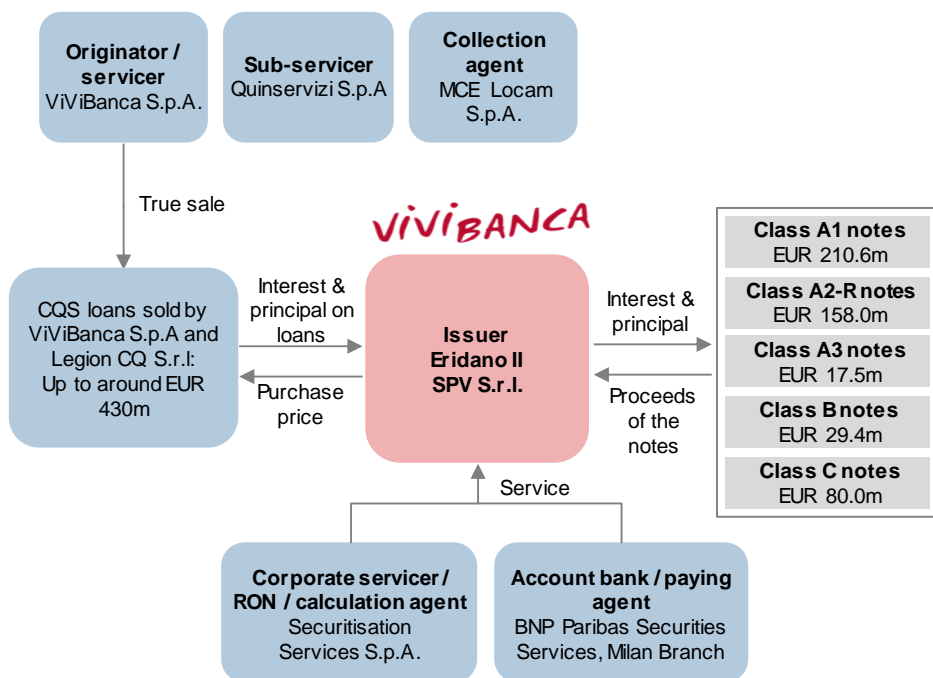 Originator /
servicer
ViViBanca S.p.A.
Sub-servicer
Quinservizi S.p.A
Collection
agent
MCE Locam
S.p.A.
True sale
ViViBANCA
CQS loans sold by
ViViBanca S.p.A and
Legion CQ S.r.l:
Up to around EUR
430m
Interest &
principal on
loans
Purchase
price
Issuer
Eridano II
SPV S.r.l.
Interest &
principal
Proceeds
of the
notes
Class A1 notes
EUR 210.6m
Class A2-R notes
EUR 158.0m
Class A3 notes
EUR 17.5m
Class B notes
EUR 29.4m
Class C notes
EUR 80.0m
Service
Corporate servicer /
RON / calculation agent
Securitisation
Services S.p.A.
Account bank / paying
agent
BNP Paribas Securities
Services, Milan Branch